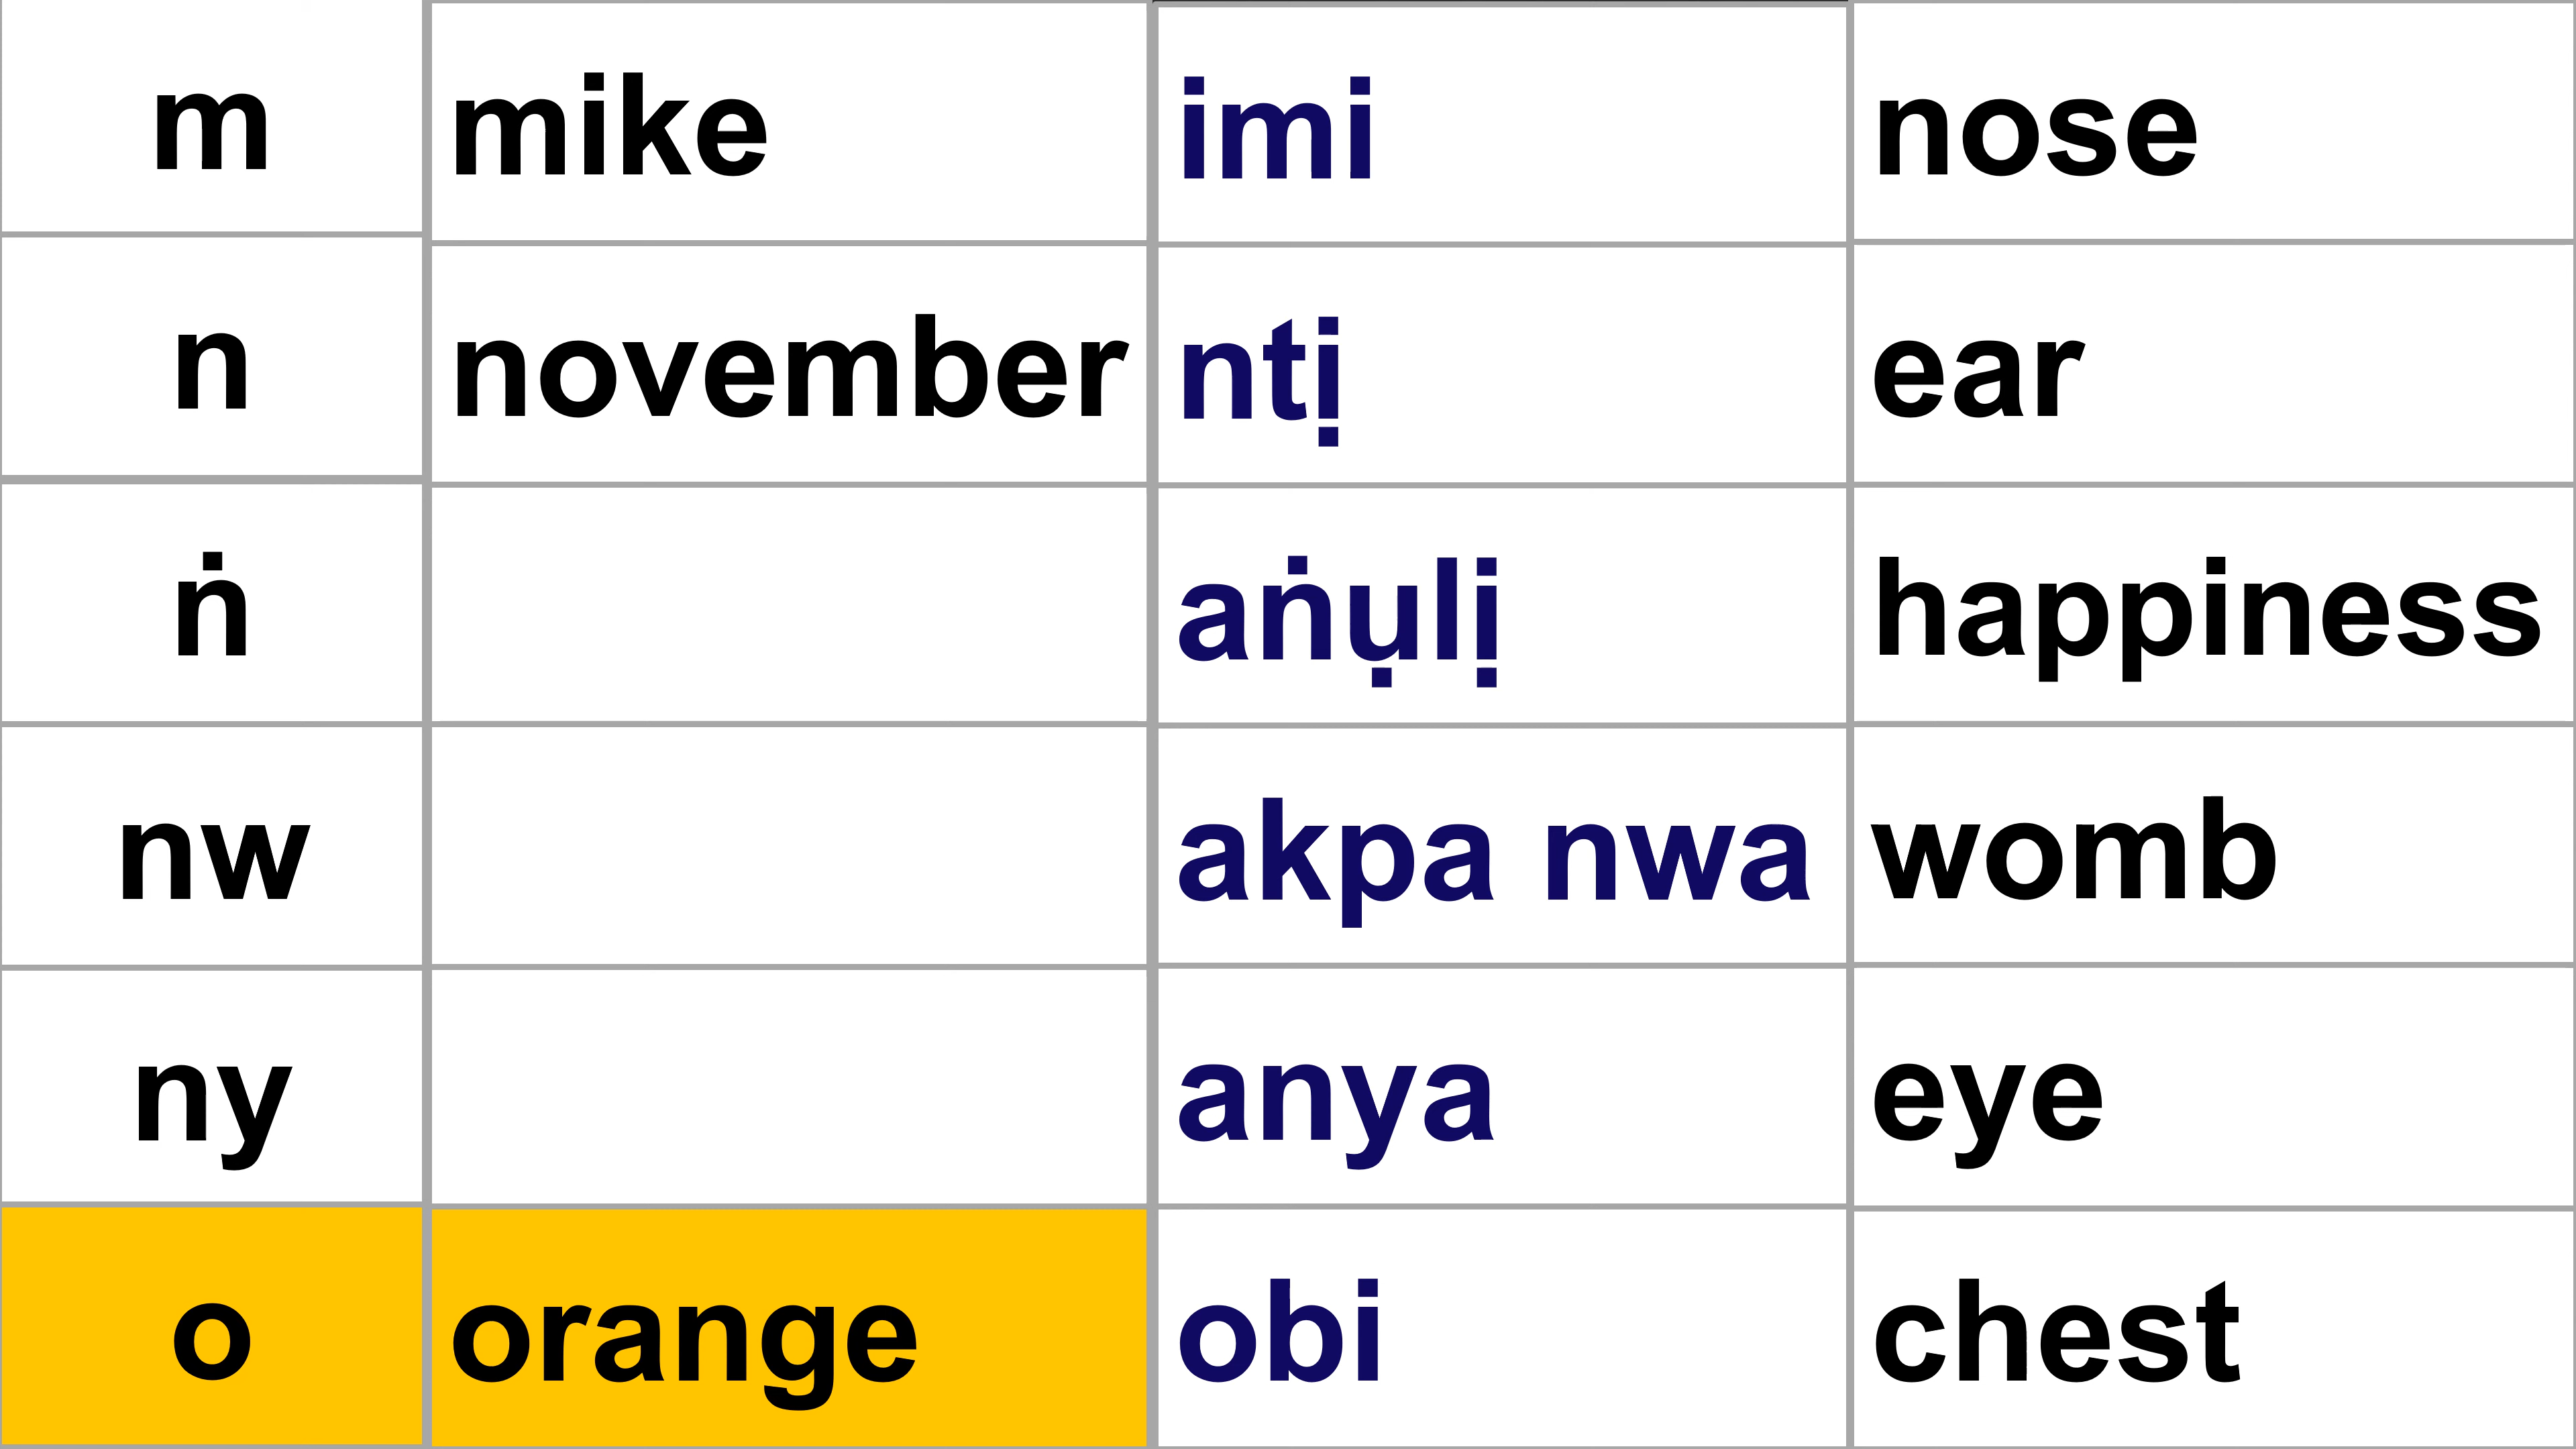 m mike imi nose
n november ntị ear
ṅ aṅụlị happiness
nw akpa nwa womb
ny anya eye
o orange obi chest